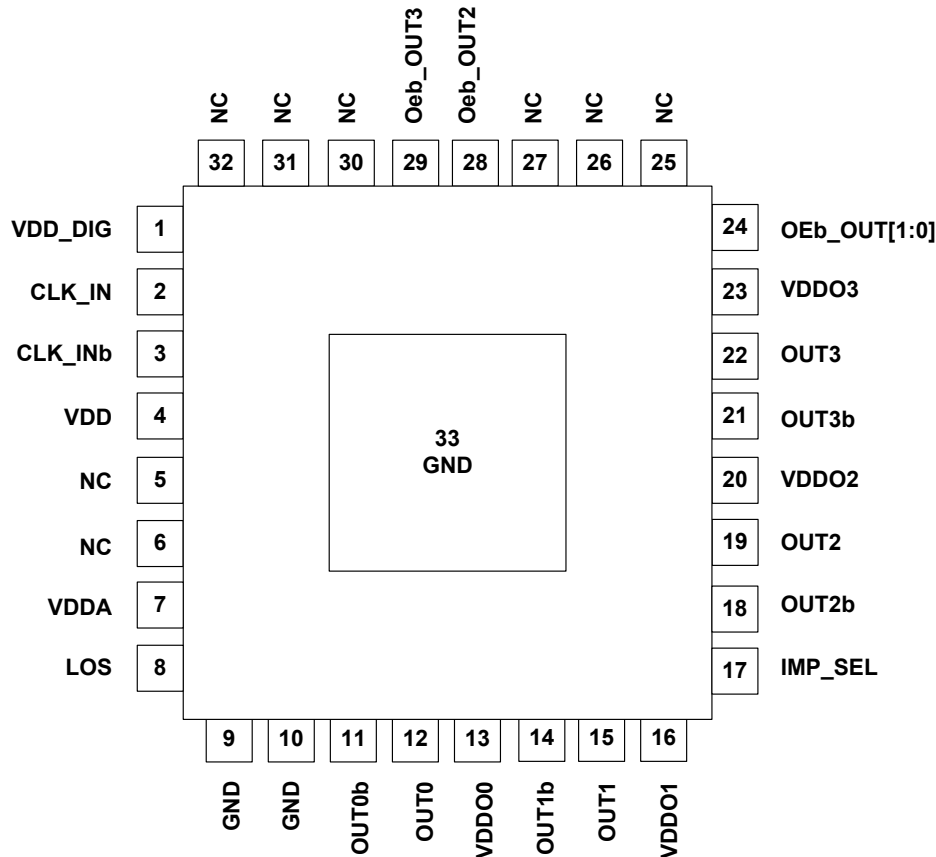 Oeb_OUT3
Oeb_OUT2
NC
NC
NC
NC
NC
NC
32
31
30
29
28
27
26
25
VDD_DIG
1
24
OEb_OUT[1:0]
CLK_IN
2
23
VDDO3
CLK_INb
3
22
OUT3
VDD
4
21
OUT3b
33
GND
NC
5
20
VDDO2
NC
6
19
OUT2
VDDA
7
18
OUT2b
LOS
8
17
IMP_SEL
9
10
11
12
13
14
15
16
GND
GND
OUT0b
OUT0
VDDO0
OUT1b
OUT1
VDDO1